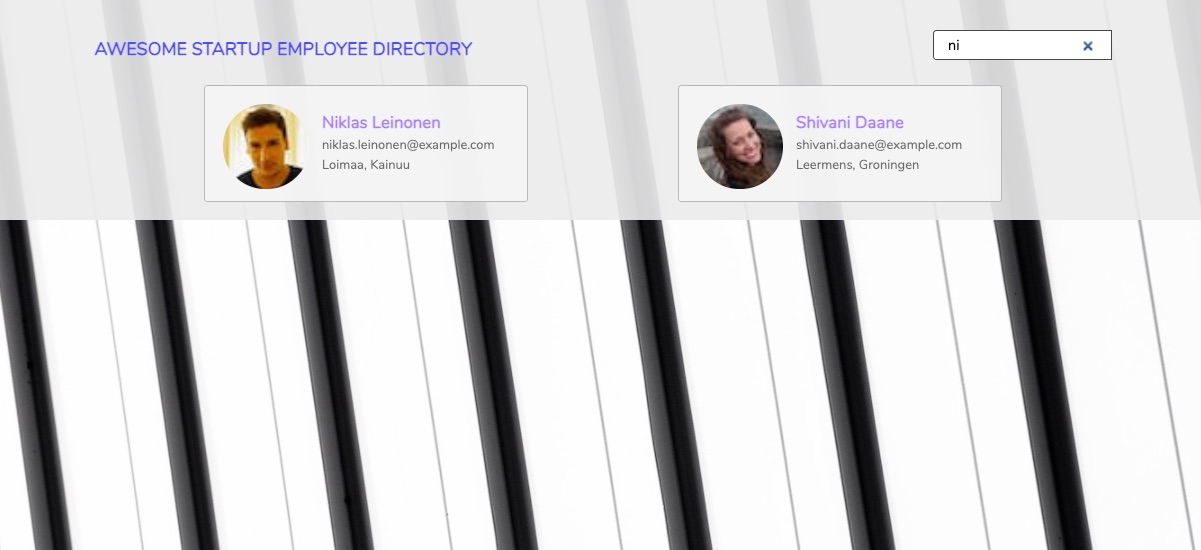 AWESOME STARTUP EMPLOYEE DIRECTORY
ni
Niklas Leinonen
niklas.leinonen@example.com
Loimaa, Kainuu
Shivani Daane
shivani.daane@example.com
Leermens, Groningen